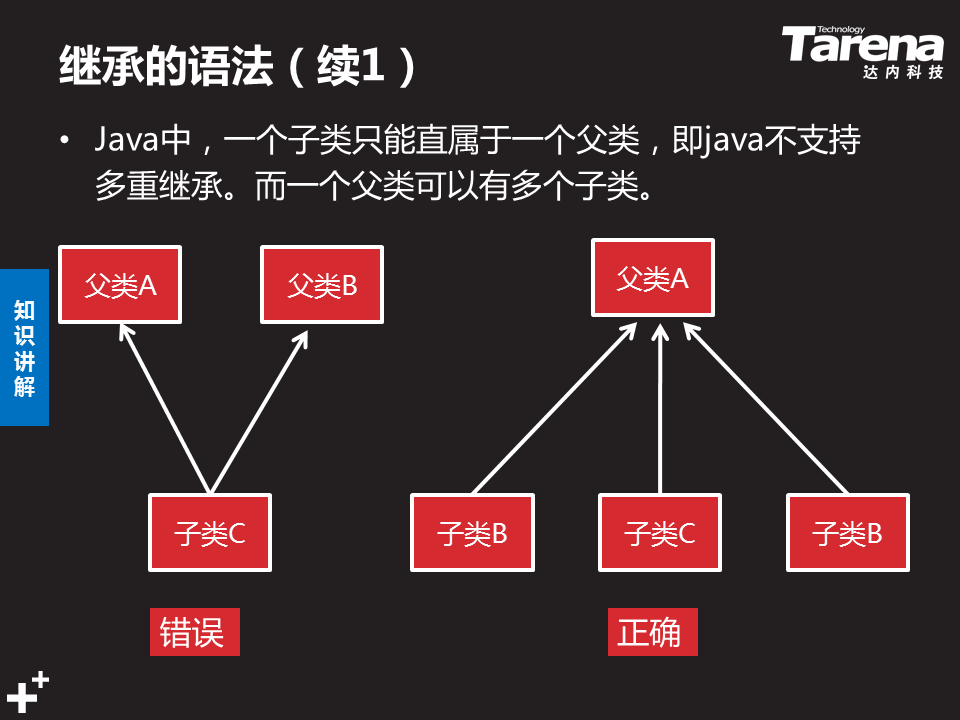 继承的语法（续1）
Technology
Tarena
达内科技
• Java中，一个子类只能直属于一个父类，即java不支持
多重继承。而一个父类可以有多个子类。
知识讲解
父类A
父类B
父类A
子类C
子类B
子类C
子类B
错误
正确